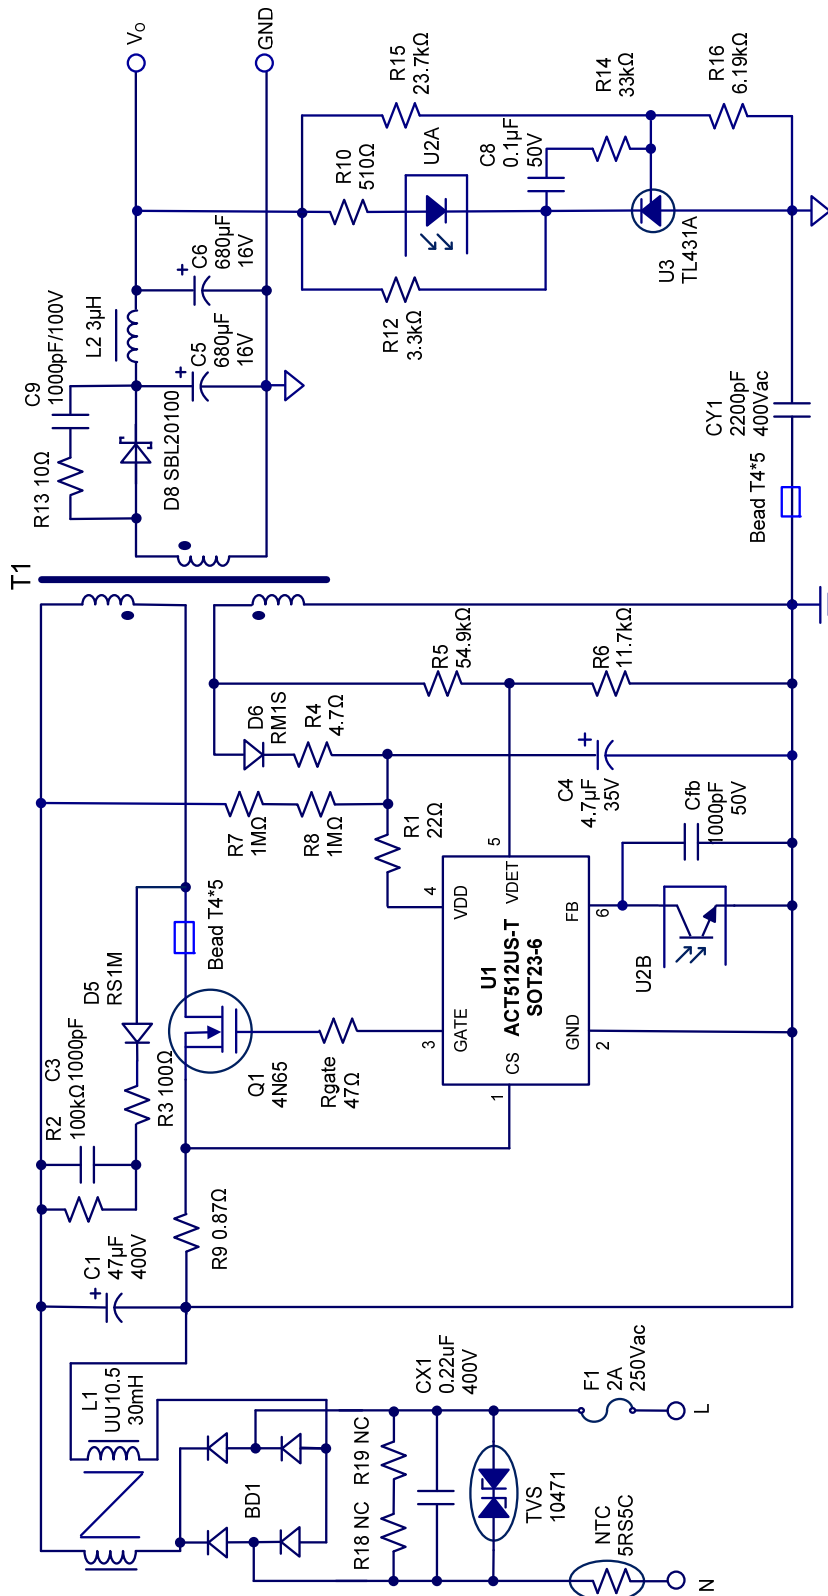 V_O
GND
R15
23.7kΩ
R14
33kΩ
R16
6.19kΩ
R10
510Ω
U2A
C8
0.1µF
50V
C6
680µF
16V
+
L2 3µH
C5
680µF
16V
+
C9
1000pF/100V
R13 10Ω
D8 SBL20100
R12
3.3kΩ
U3
TL431A
CY1
2200pF
400Vac
Bead T4*5
T1
R5
54.9kΩ
R6
11.7kΩ
D6
RM1S
R4
4.7Ω
R7
1MΩ
R8
1MΩ
R1
22Ω
+
C4
4.7µF
35V
Cfb
1000pF
50V
4
VDD
5
VDET
FB
6
U1
ACT512US-T
SOT23-6
3
GATE
CS
1
GND
2
U2B
Bead T4*5
D5
RS1M
Q1
4N65
Rgate
47Ω
R2
100kΩ
C3
1000pF
R3 100Ω
R9 0.87Ω
+
C1
47µF
400V
L1
UU10.5
30mH
BD1
R19 NC
R18 NC
CX1
0.22uF
400V
TVS
10471
F1
2A
250Vac
L
NTC
5RS5C
N